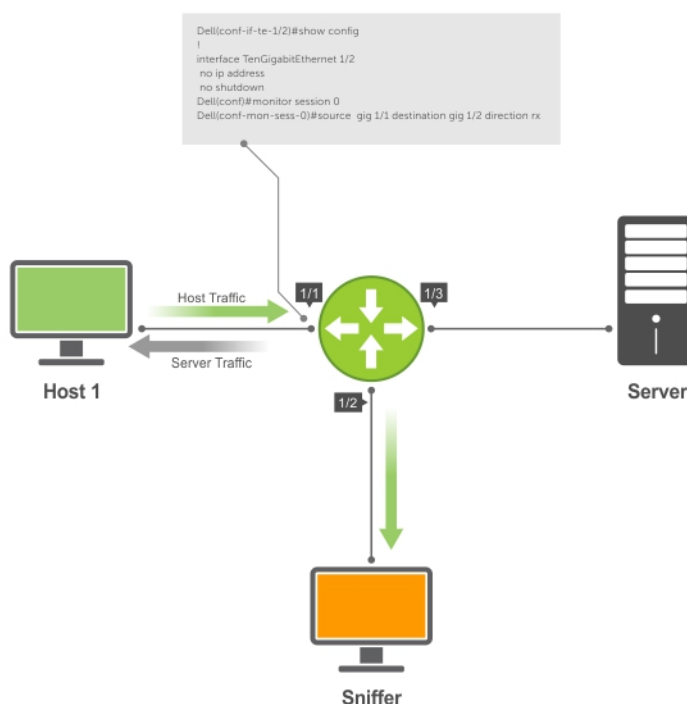 Dell(conf-if-te-1/2)#show config
!
interface TenGigabitEthernet 1/2
no ip address
no shutdown
Dell(conf)#monitor session 0
Dell(conf-mon-sess-0)#source gig 1/1 destination gig 1/2 direction rx
Host Traffic
1/1
1/3
Server Traffic
Host 1
Server
1/2
Sniffer